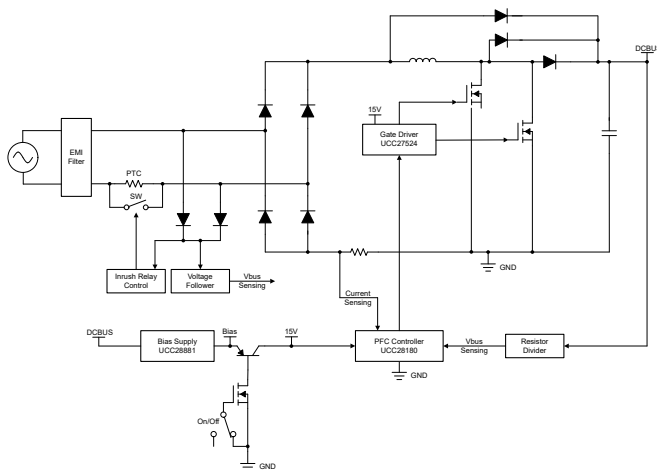 DCBUS
15V
Gate Driver
UCC27524
EMI
Filter
PTC
SW
GND
Inrush Relay
Control
Voltage
Follower
Vbus
Sensing
Current
Sensing
DCBUS
Bias Supply
UCC28881
Bias
15V
PFC Controller
UCC28180
Vbus
Sensing
Resistor
Divider
GND
On/Off
GND